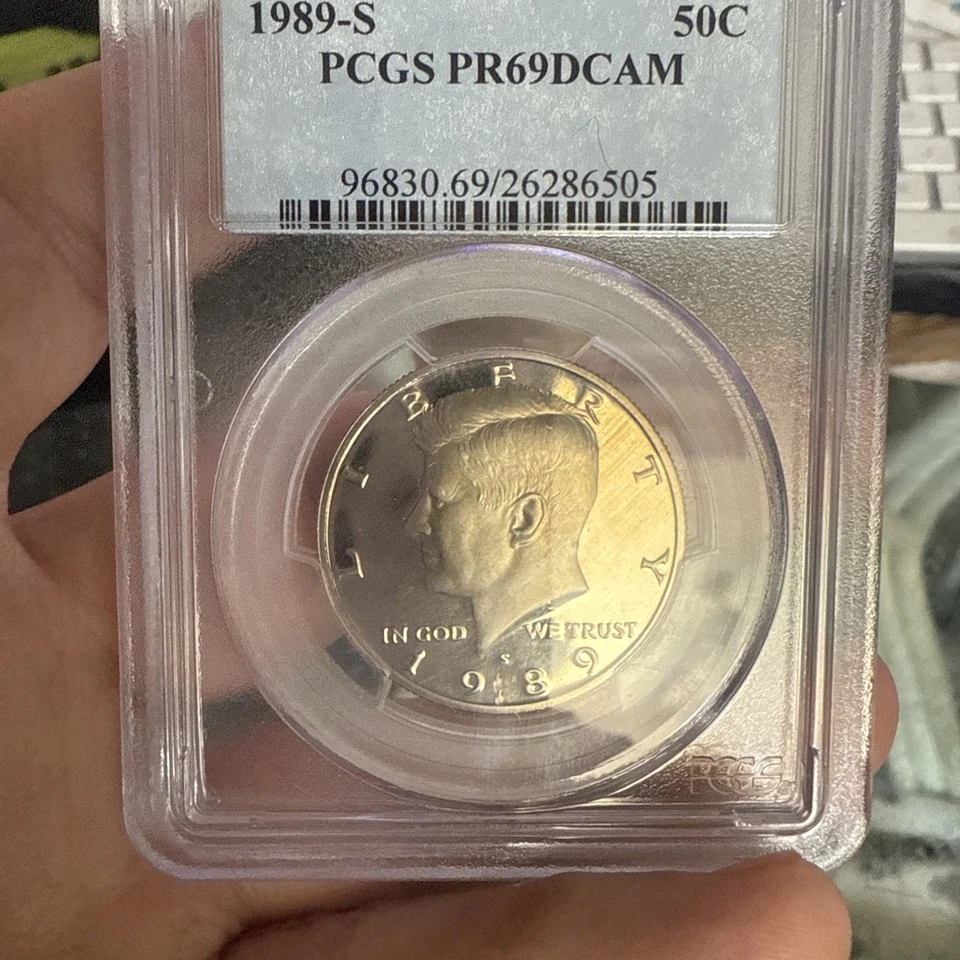 1989-S 50C
PCGS PR69DCAM
96830.69/26286505
LIBERTY
IN GOD WE TRUST
S
1989
PCGS